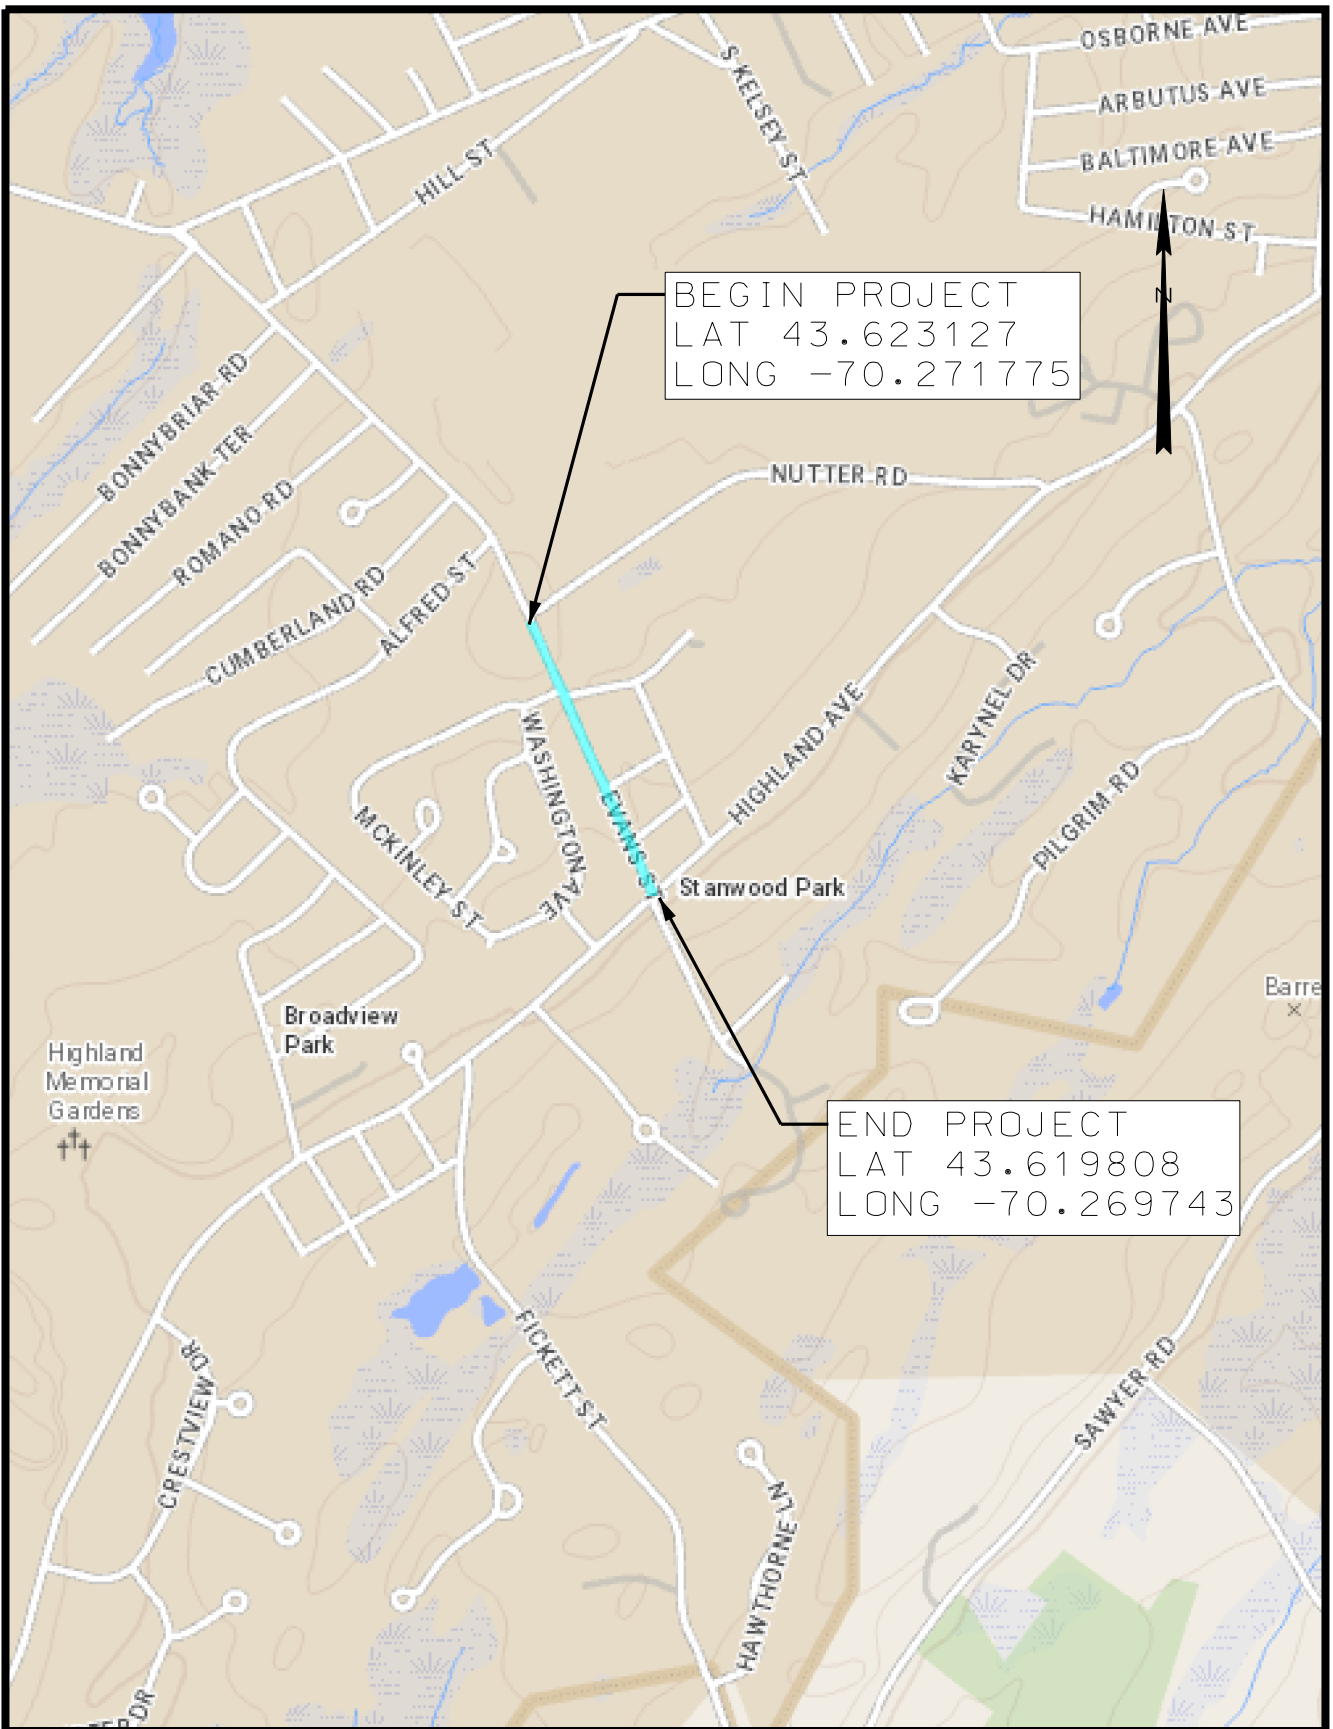 OSBORNE AVE
S KELSEY ST
ARBUTUS AVE
BALTIMORE AVE
HILL ST
HAMILTON ST
N
BEGIN PROJECT
LAT 43.623127
LONG -70.271775
BONNYBRIAR RD
BONNYBANK TER
ROMANO RD
NUTTER RD
CUMBERLAND RD
ALFRED ST
KARYNEL DR
HIGHLAND AVE
WASHINGTON AVE
EVANS ST
MCKINLEY ST
PILGRIM RD
Stanwood Park
Barre
Broadview
Park
Highland
Memorial
Gardens
END PROJECT
LAT 43.619808
LONG -70.269743
FICKETT ST
CRESTVIEW DR
SAWYER RD
HAWTHORNE LN
DR